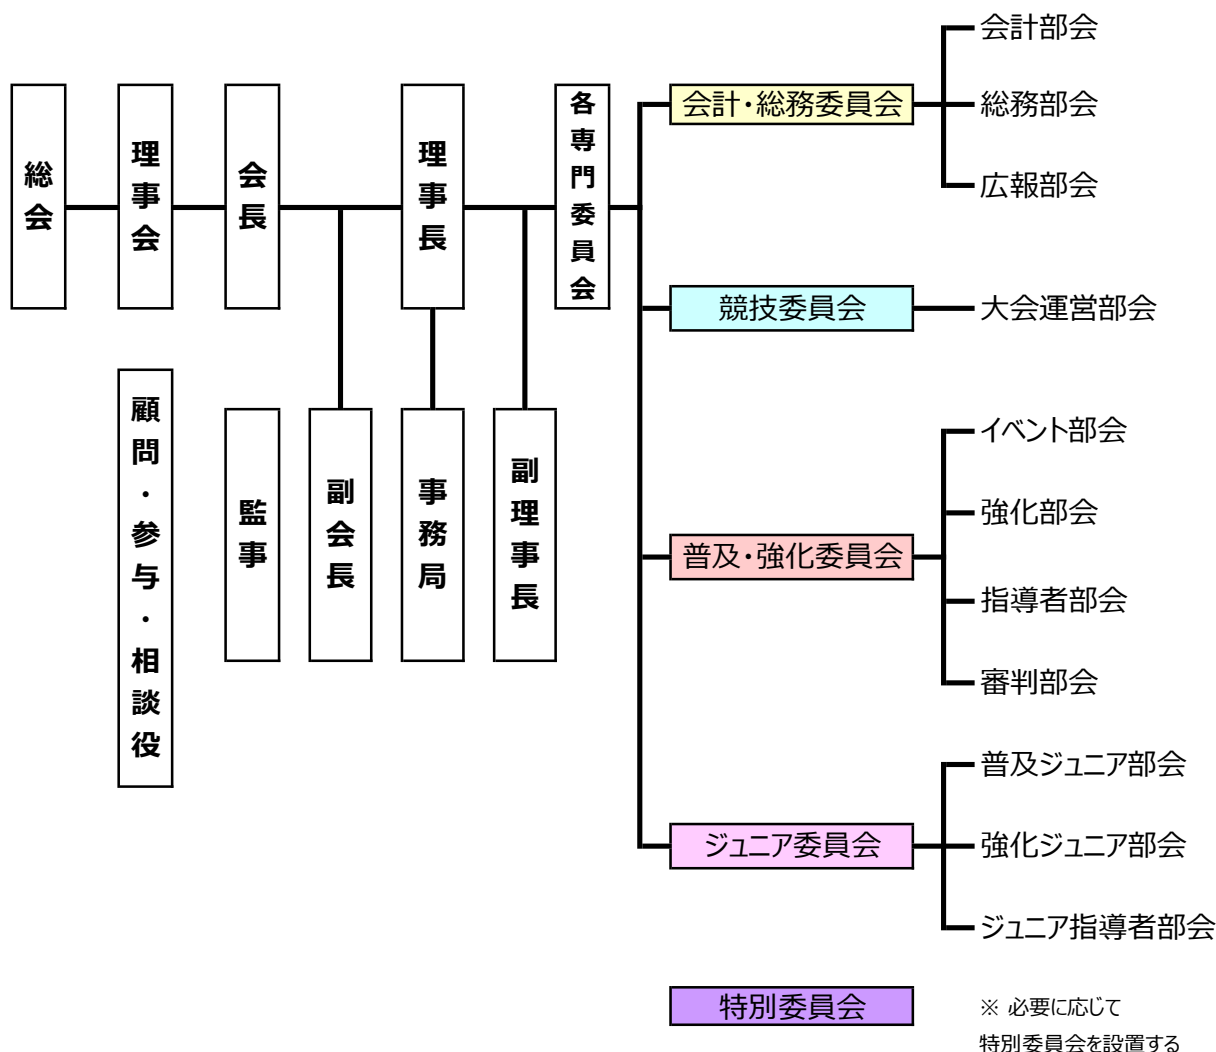 総会
理事会
会長
理事長
各専門委員会
顧問・参与・相談役
監事
副会長
事務局
副理事長
会計・総務委員会
会計部会
総務部会
広報部会
競技委員会
大会運営部会
普及・強化委員会
イベント部会
強化部会
指導者部会
審判部会
ジュニア委員会
普及ジュニア部会
強化ジュニア部会
ジュニア指導者部会
特別委員会
※ 必要に応じて
特別委員会を設置する